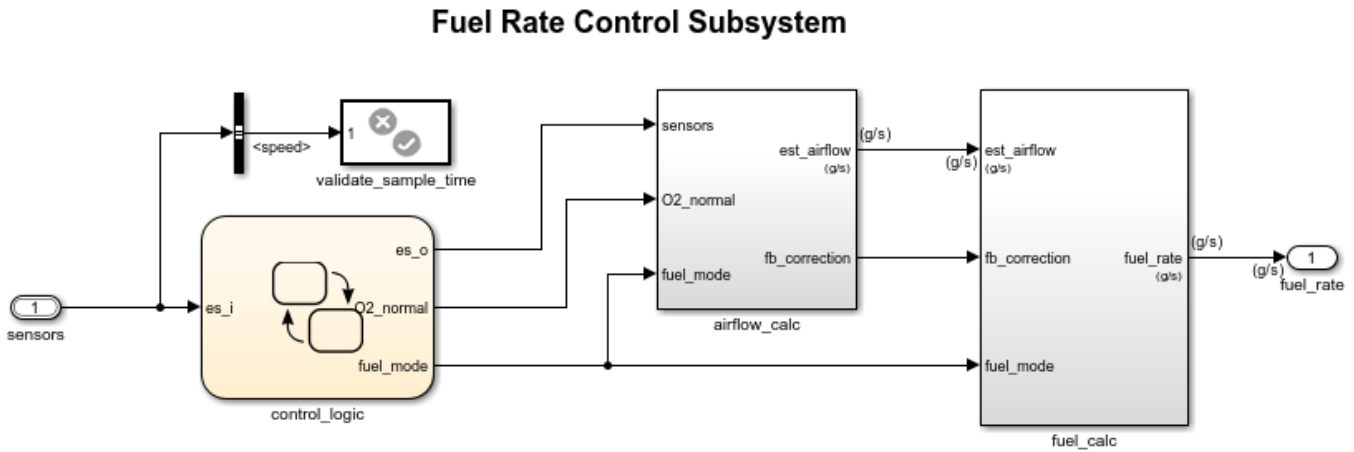 Fuel Rate Control Subsystem
<speed>
1
validate_sample_time
1
sensors
es_i
es_o
O2_normal
fuel_mode
control_logic
sensors
O2_normal
fuel_mode
est_airflow
(g/s)
fb_correction
airflow_calc
(g/s)
(g/s)
est_airflow
(g/s)
fb_correction
fuel_mode
fuel_rate
(g/s)
fuel_calc
(g/s)
(g/s)
1
fuel_rate